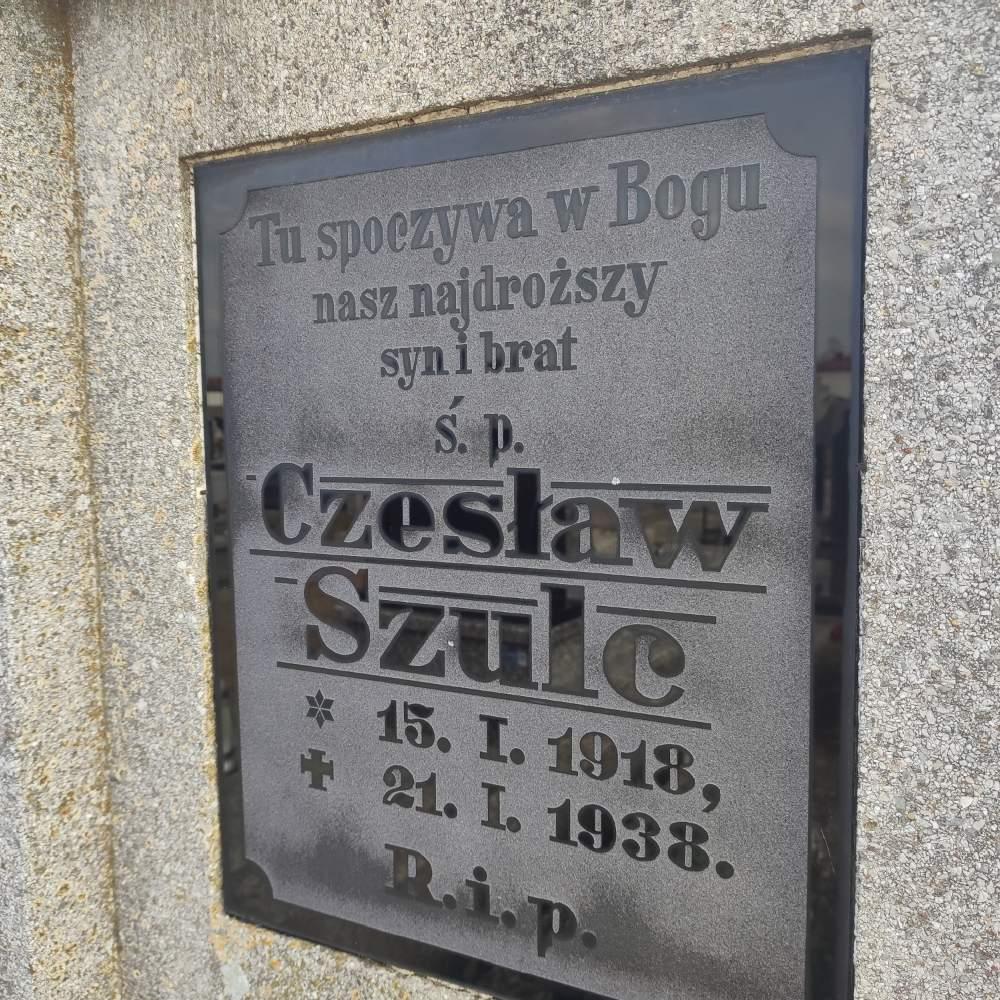 Tu spoczywa w Bogu
nasz najdroższy
syn i brat
ś. p.
Czesław
Szulc
* 15. I. 1918,
✝ 21. I. 1938.
R. i. p.